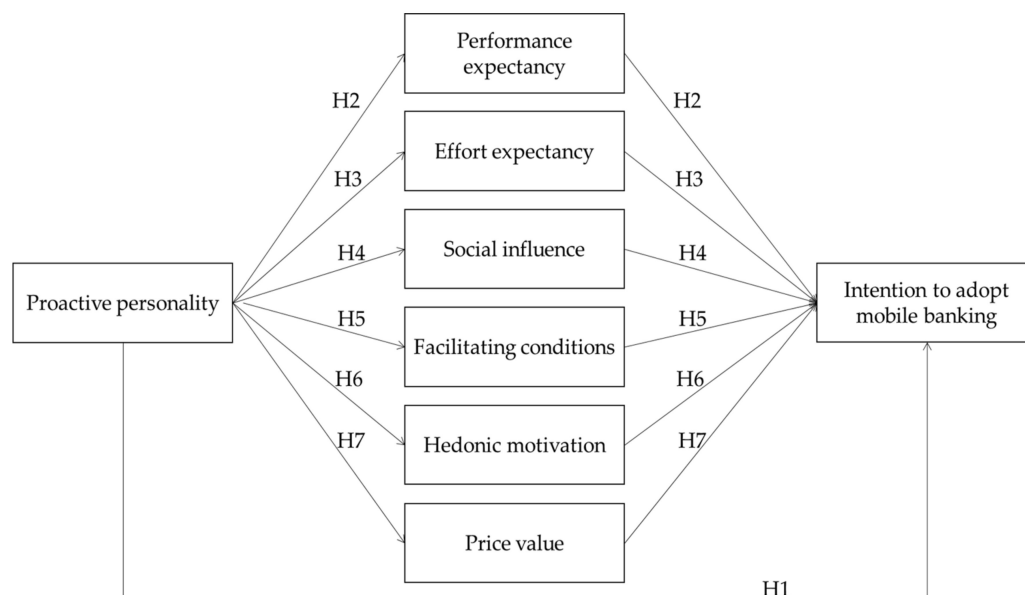 Performance
expectancy
H2
H2
Effort expectancy
H3
H3
Social influence
H4
H4
Proactive personality
Intention to adopt
mobile banking
H5
H5
Facilitating conditions
H6
H6
Hedonic motivation
H7
H7
Price value
H1